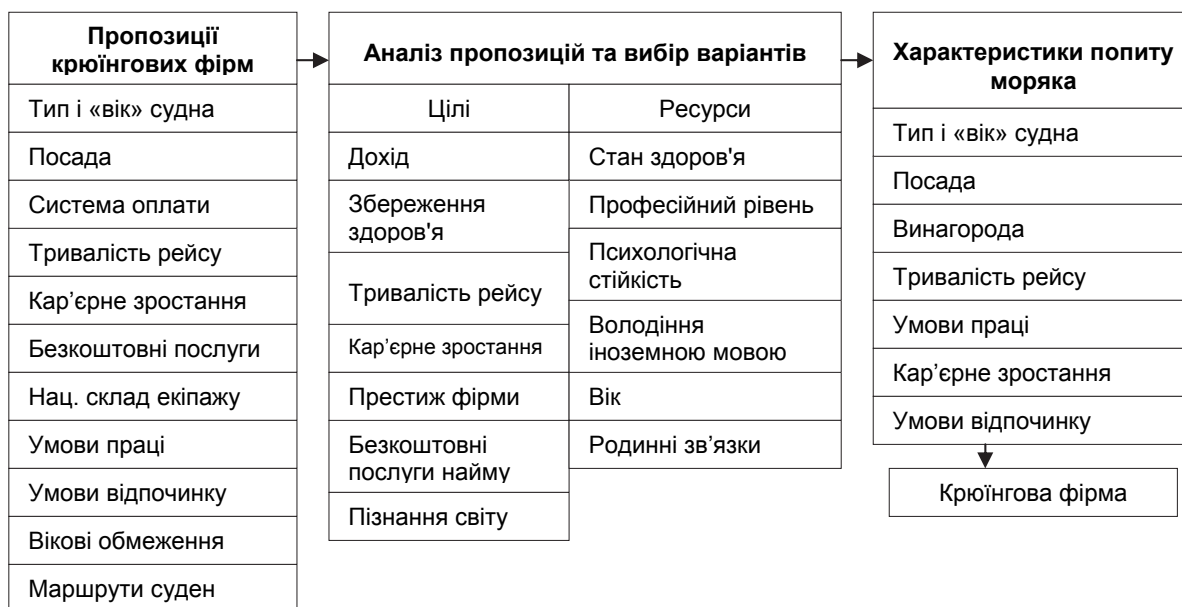 Пропозиції
крюїнгових фірм
Тип і «вік» судна
Посада
Система оплати
Тривалість рейсу
Кар’єрне зростання
Безкоштовні послуги
Нац. склад екіпажу
Умови праці
Умови відпочинку
Вікові обмеження
Маршрути суден
Аналіз пропозицій та вибір варіантів
Цілі
Дохід
Збереження
здоров'я
Тривалість рейсу
Кар’єрне зростання
Престиж фірми
Безкоштовні
послуги найму
Пізнання світу
Ресурси
Стан здоров'я
Професійний рівень
Психологічна
стійкість
Володіння
іноземною мовою
Вік
Родинні зв’язки
Характеристики попиту
моряка
Тип і «вік» судна
Посада
Винагорода
Тривалість рейсу
Умови праці
Кар’єрне зростання
Умови відпочинку
Крюїнгова фірма